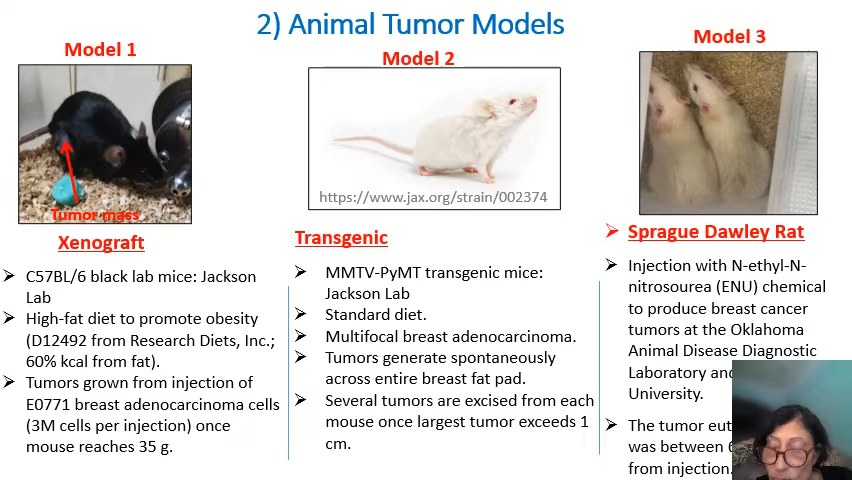 2) Animal Tumor Models
Model 1
Tumor mass
Xenograft
C57BL/6 black lab mice: Jackson
Lab
High-fat diet to promote obesity
(D12492 from Research Diets, Inc.;
60% kcal from fat).
Tumors grown from injection of
E0771 breast adenocarcinoma cells
(3M cells per injection) once
mouse reaches 35 g.
Model 2
https://www.jax.org/strain/002374
Transgenic
MMTV-PyMT transgenic mice:
Jackson Lab
Standard diet.
Multifocal breast adenocarcinoma.
Tumors generate spontaneously
across entire breast fat pad.
Several tumors are excised from each
mouse once largest tumor exceeds 1
cm.
Model 3
Sprague Dawley Rat
Injection with N-ethyl-N-
nitrosourea (ENU) chemical
to produce breast cancer
tumors at the Oklahoma
Animal Disease Diagnostic
Laboratory and
University.
The tumor
was between
from injection.